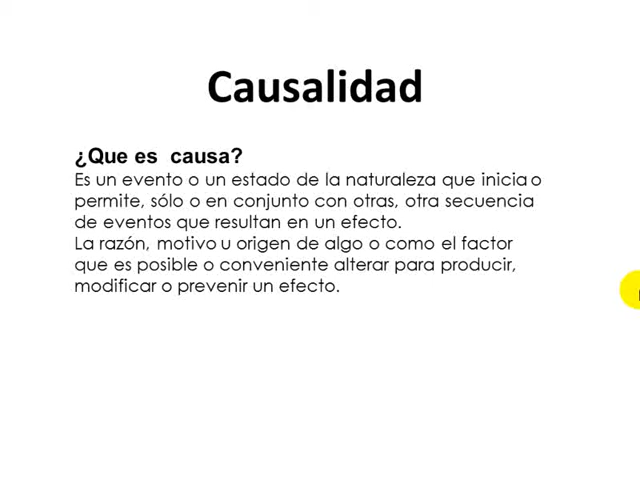 Causalidad
¿Que es  causa?
Es un evento o un estado de la naturaleza que inicia o
permite, sólo o en conjunto con otras, otra secuencia
de eventos que resultan en un efecto.
La razón, motivo u origen de algo o como el factor
que es posible o conveniente alterar para producir,
modificar o prevenir un efecto.